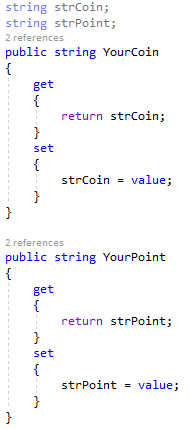 string strCoin;
string strPoint;
2 references
public string YourCoin
{
get
{
return strCoin;
}
set
{
strCoin = value;
}
}
2 references
public string YourPoint
{
get
{
return strPoint;
}
set
{
strPoint = value;
}
}